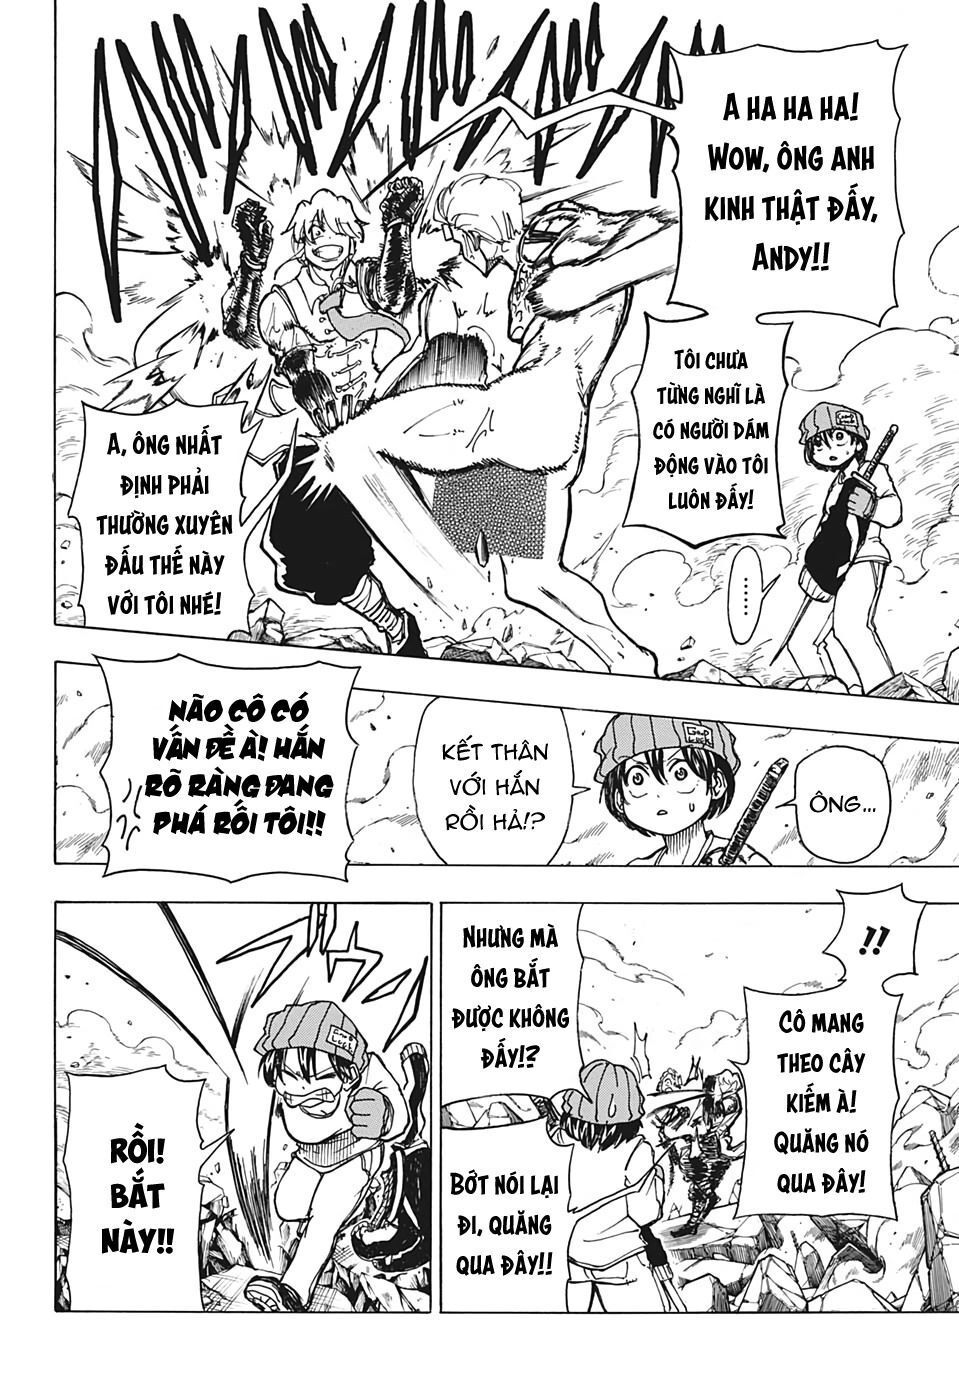 A HA HA HA!
WOW, ÔNG ANH
KINH THẬT ĐẤY,
ANDY!!
TÔI CHƯA
TỪNG NGHĨ LÀ
CÓ NGƯỜI DÁM
ĐỘNG VÀO TÔI
LUÔN ĐẤY!
A, ÔNG NHẤT
ĐỊNH PHẢI
THƯỜNG XUYÊN
ĐẤU THẾ NÀY
VỚI TÔI NHÉ!
......
ÔNG...
GOOD
LUCK
KẾT THÂN
VỚI HẮN
RỒI HẢ!?
NÃO CÔ CÓ
VẤN ĐỀ À! HẮN
RÕ RÀNG ĐANG
PHÁ RỐI TÔI!!
!!
CÔ MANG
THEO CÂY
KIẾM À!
QUĂNG NÓ
QUA ĐÂY!
NHƯNG MÀ
ÔNG BẮT
ĐƯỢC KHÔNG
ĐẤY!?
BỚT NÓI LẠI
ĐI, QUĂNG
QUA ĐÂY!!
GOOD
LUCK
RỒI!
BẮT
NÀY!!